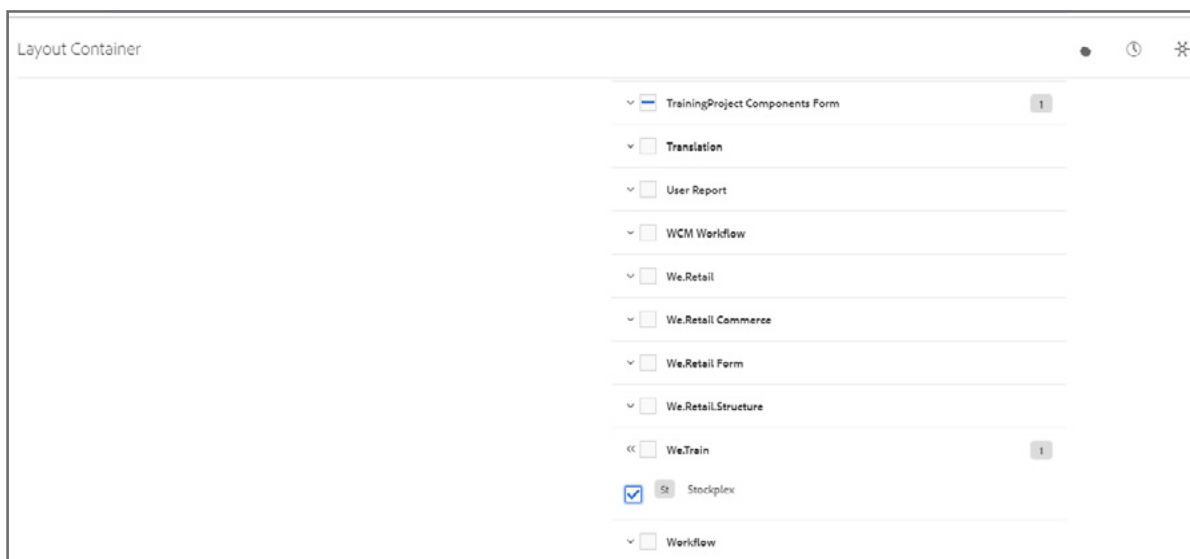 Layout Container
TrainingProject Components Form 1
Translation
User Report
WCM Workflow
We.Retail
We.Retail Commerce
We.Retail Form
We.Retail.Structure
We.Train 1
St Stockplex
Workflow